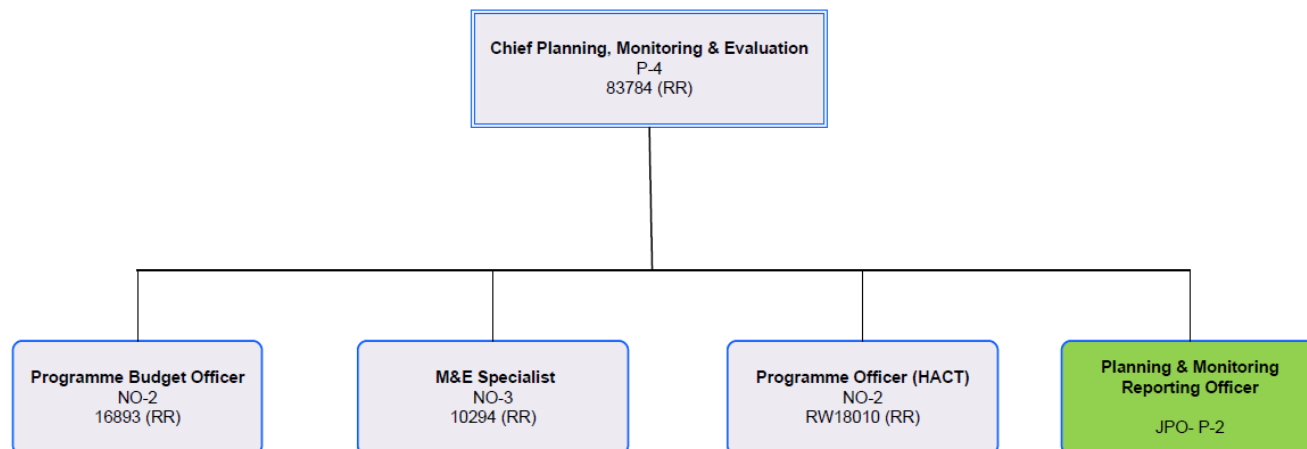 Chief Planning, Monitoring & Evaluation
P-4
83784 (RR)
Programme Budget Officer
NO-2
16893 (RR)
M&E Specialist
NO-3
10294 (RR)
Programme Officer (HACT)
NO-2
RW18010 (RR)
Planning & Monitoring
Reporting Officer
JPO- P-2